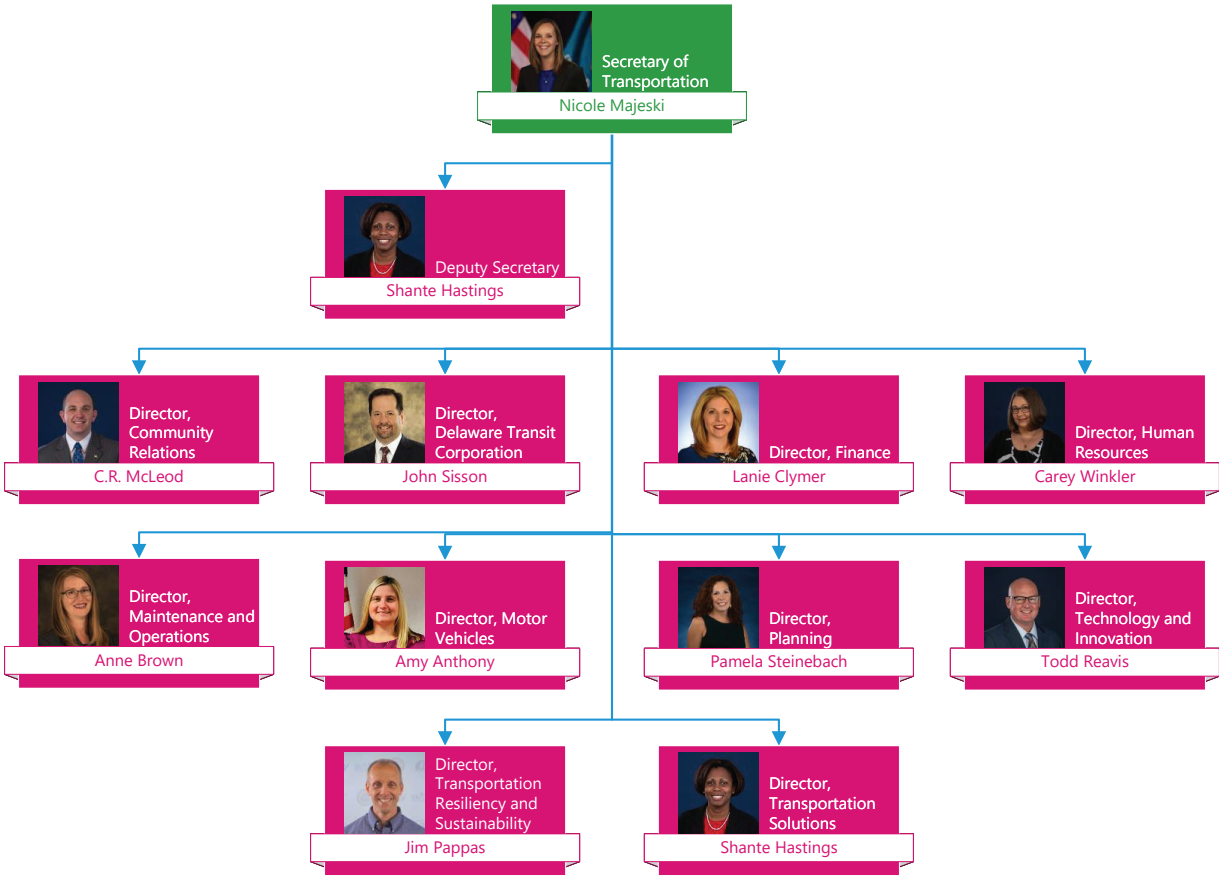 Secretary of
Transportation
Nicole Majeski
Deputy Secretary
Shante Hastings
Director,
Community
Relations
C.R. McLeod
Director,
Delaware Transit
Corporation
John Sisson
Director, Finance
Lanie Clymer
Director, Human
Resources
Carey Winkler
Director,
Maintenance and
Operations
Anne Brown
Director, Motor
Vehicles
Amy Anthony
Director,
Planning
Pamela Steinebach
Director,
Technology and
Innovation
Todd Reavis
Director,
Transportation
Resiliency and
Sustainability
Jim Pappas
Director,
Transportation
Solutions
Shante Hastings